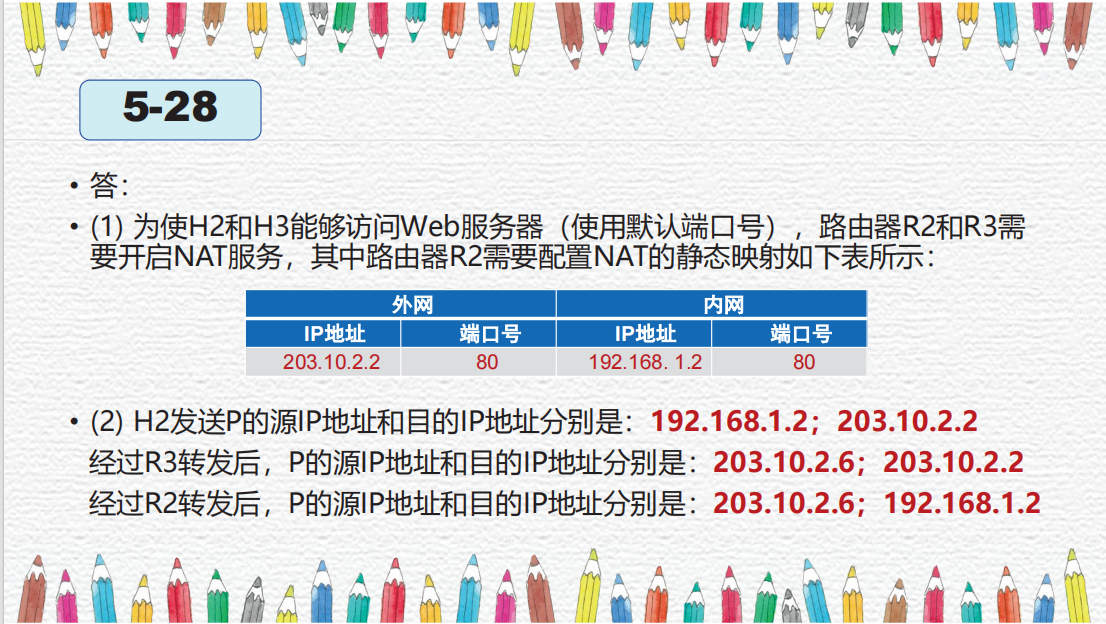 5-28
• 答：
• (1) 为使H2和H3能够访问Web服务器（使用默认端口号），路由器R2和R3需
要开启NAT服务，其中路由器R2需要配置NAT的静态映射如下表所示：
外网 内网
IP地址 端口号 IP地址 端口号
203.10.2.2 80 192.168. 1.2 80
• (2) H2发送P的源IP地址和目的IP地址分别是：192.168.1.2；203.10.2.2
经过R3转发后，P的源IP地址和目的IP地址分别是：203.10.2.6；203.10.2.2
经过R2转发后，P的源IP地址和目的IP地址分别是：203.10.2.6；192.168.1.2